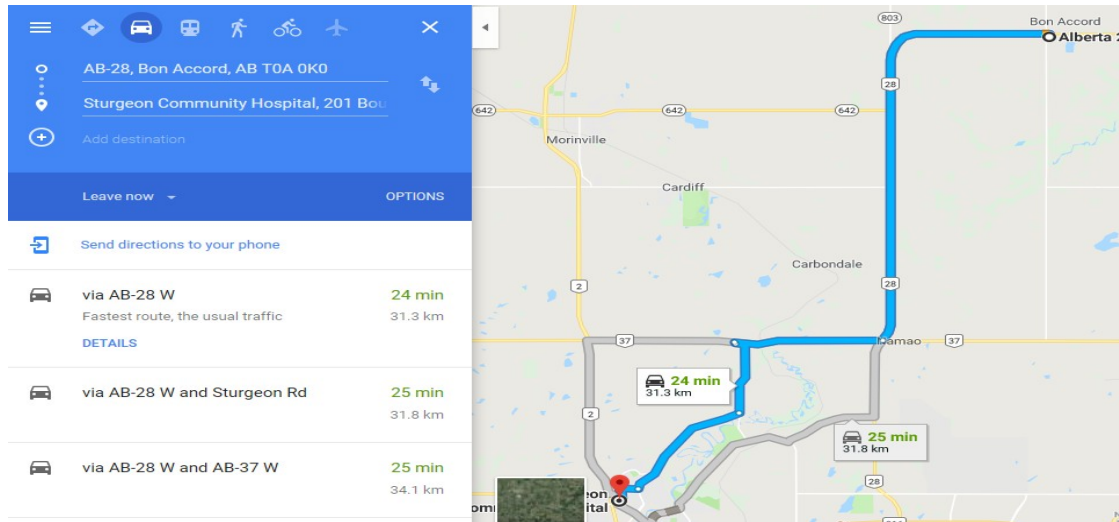 AB-28, Bon Accord, AB T0A 0K0
Sturgeon Community Hospital, 201 Bou
Add destination
Leave now
OPTIONS
Send directions to your phone
via AB-28 W
24 min
Fastest route, the usual traffic
31.3 km
DETAILS
via AB-28 W and Sturgeon Rd
25 min
31.8 km
via AB-28 W and AB-37 W
25 min
34.1 km
803
Bon Accord
Alberta 2
28
642
642
642
Morinville
Cardiff
Carbondale
2
28
37
Namao
37
24 min
31.3 km
2
25 min
31.8 km
28
eon
omm
ital